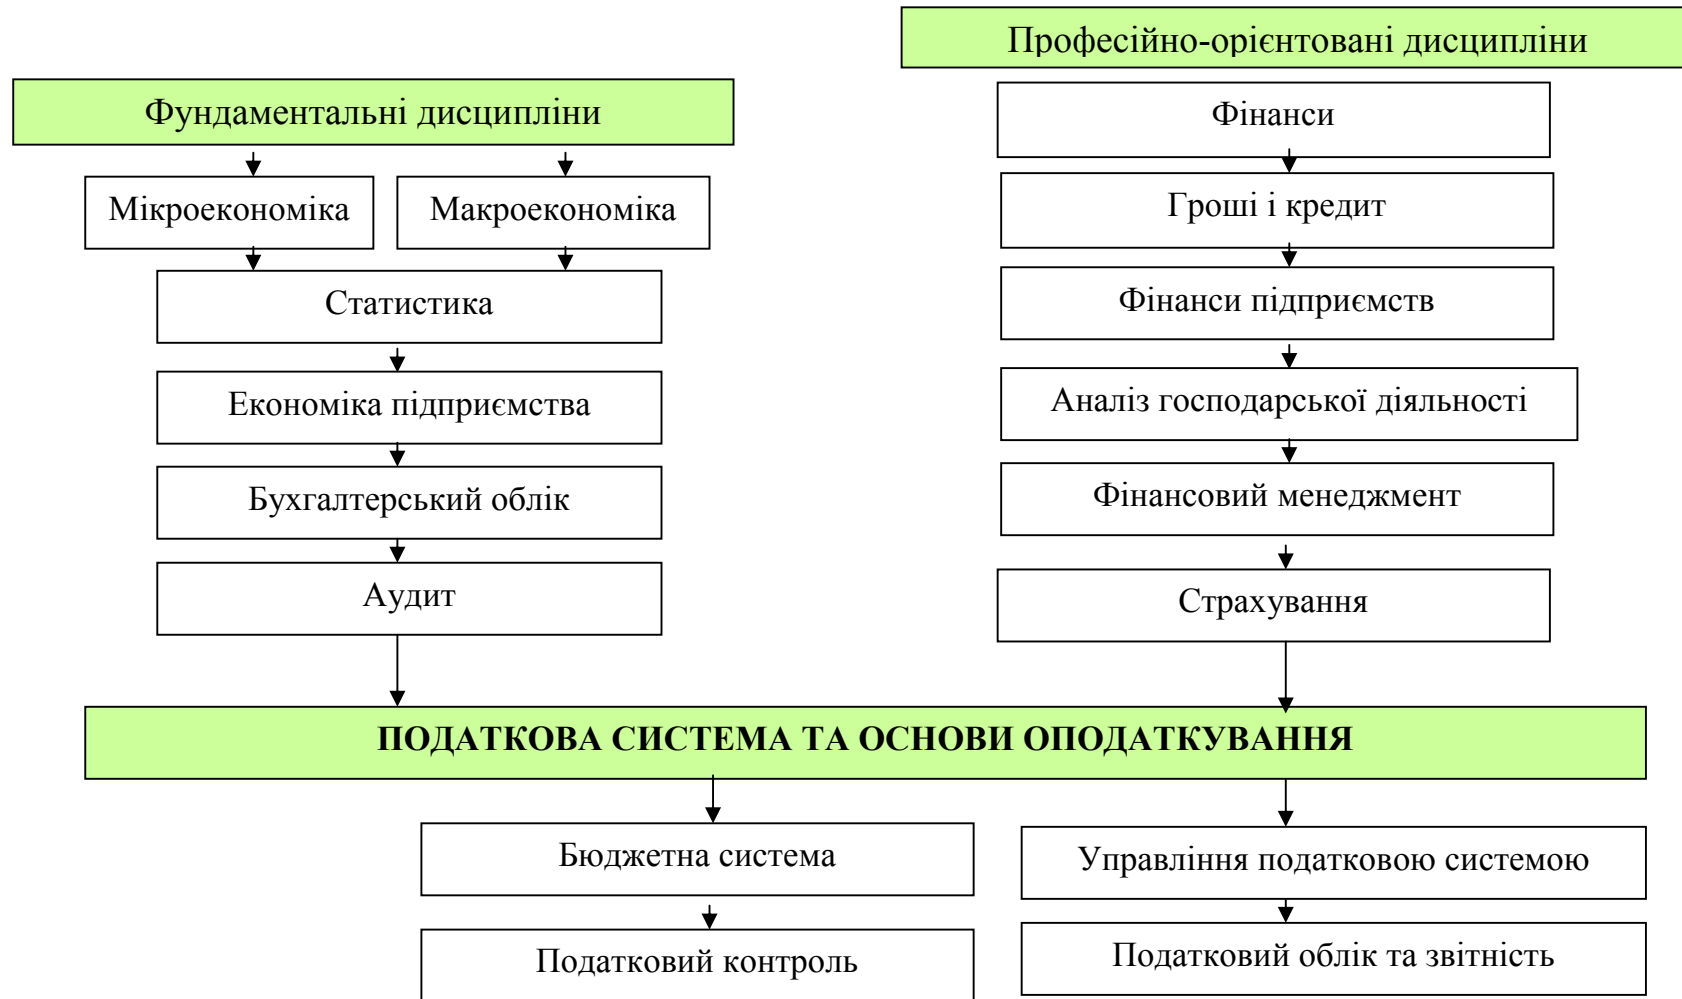 Професійно-орієнтовані дисципліни
Фундаментальні дисципліни
Фінанси
Мікроекономіка
Макроекономіка
Гроші і кредит
Статистика
Фінанси підприємств
Економіка підприємства
Аналіз господарської діяльності
Бухгалтерський облік
Фінансовий менеджмент
Аудит
Страхування
ПОДАТКОВА СИСТЕМА ТА ОСНОВИ ОПОДАТКУВАННЯ
Бюджетна система
Управління податковою системою
Податковий контроль
Податковий облік та звітність